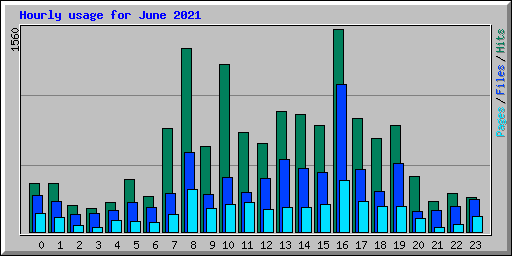 Hourly usage for June 2021
1560
Pages/Files/Hits
0 1 2 3 4 5 6 7 8 9 10 11 12 13 14 15 16 17 18 19 20 21 22 23